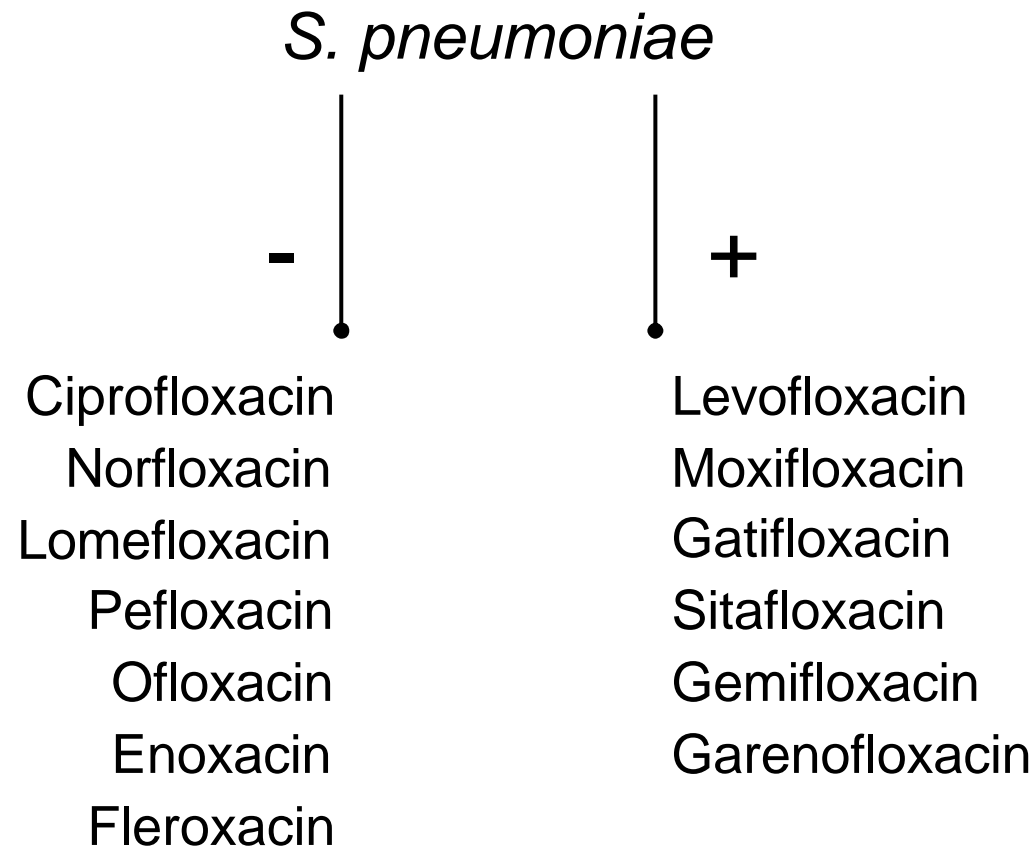 S. pneumoniae
- +
Ciprofloxacin Levofloxacin
Norfloxacin Moxifloxacin
Lomefloxacin Gatifloxacin
Pefloxacin Sitafloxacin
Ofloxacin Gemifloxacin
Enoxacin Garenofloxacin
Fleroxacin